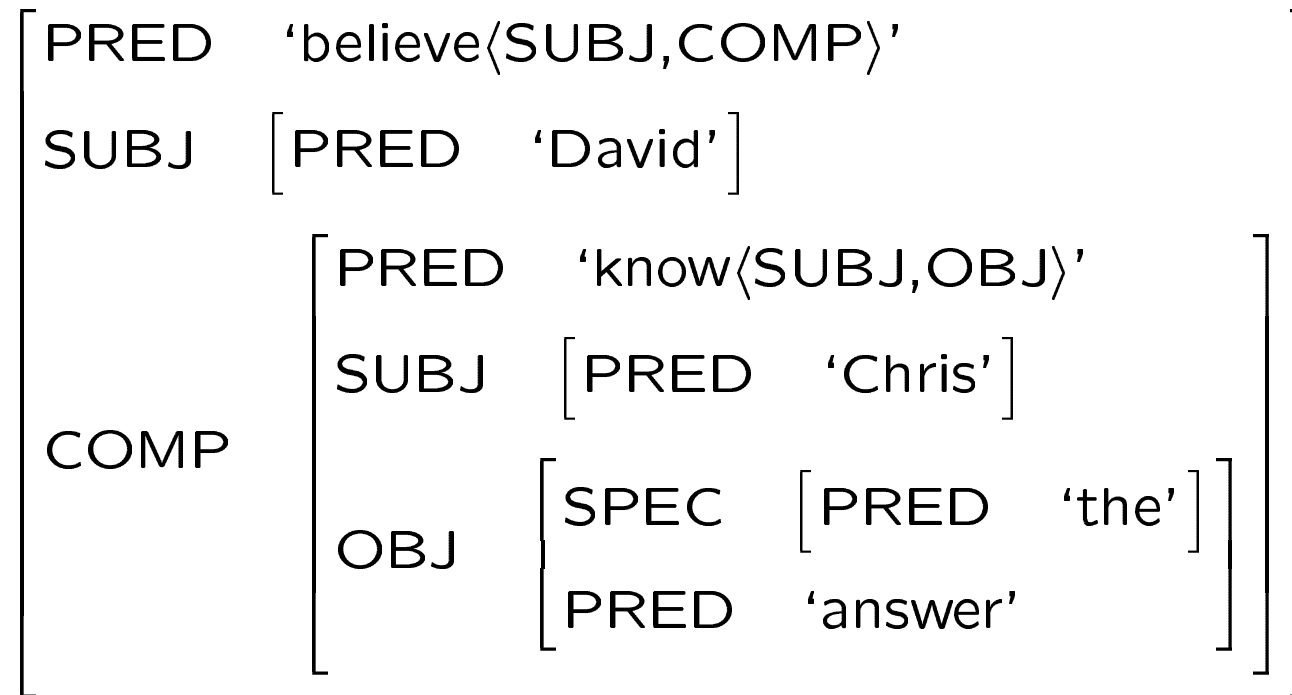 PRED ‘believe⟨SUBJ,COMP⟩’
SUBJ [PRED ‘David’]
PRED ‘know⟨SUBJ,OBJ⟩’
SUBJ [PRED ‘Chris’]
COMP
SPEC [PRED ‘the’]
OBJ
PRED ‘answer’